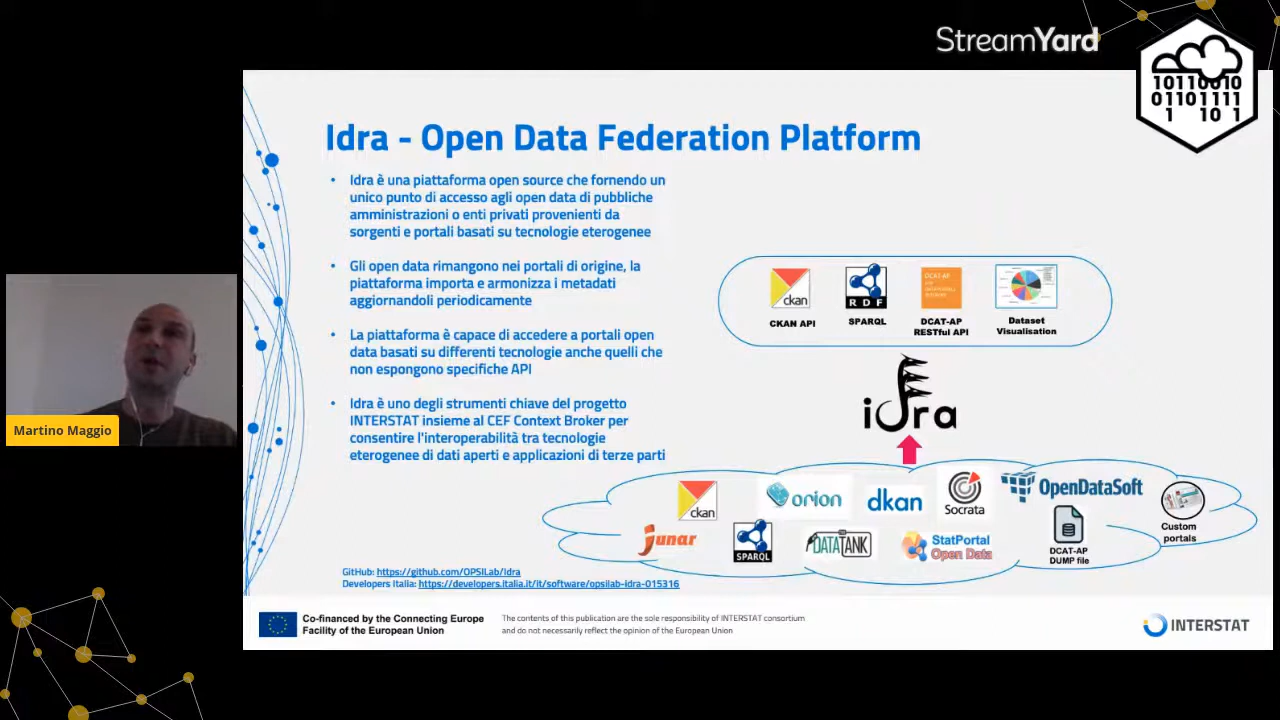 StreamYard
10110010
01101111
1 10 1
Idra - Open Data Federation Platform
• Idra è una piattaforma open source che fornendo un
unico punto di accesso agli open data di pubbliche
amministrazioni o enti privati provenienti da
sorgenti e portali basati su tecnologie eterogenee
• Gli open data rimangono nei portali di origine, la
piattaforma importa e armonizza i metadati
aggiornandoli periodicamente
• La piattaforma è capace di accedere a portali open
data basati su differenti tecnologie anche quelli che
non espongono specifiche API
• Idra è uno degli strumenti chiave del progetto
INTERSTAT insieme al CEF Context Broker per
consentire l'interoperabilità tra tecnologie
eterogenee di dati aperti e applicazioni di terze parti
ckan
RDF
DCAT-AP
CKAN API
SPARQL
DCAT-AP
RESTful API
Dataset
Visualisation
idra
ckan
orion
dkan
Socrata
OpenDataSoft
Custom
portals
junar
SPARQL
THE
DATATANK
StatPortal
Open Data
DCAT-AP
DUMP file
Martino Maggio
GitHub: https://github.com/OPSILab/Idra
Developers Italia: https://developers.italia.it/it/software/opsilab-idra-015316
Co-financed by the Connecting Europe
Facility of the European Union
The contents of this publication are the sole responsibility of INTERSTAT consortium
and do not necessarily reflect the opinion of the European Union
INTERSTAT